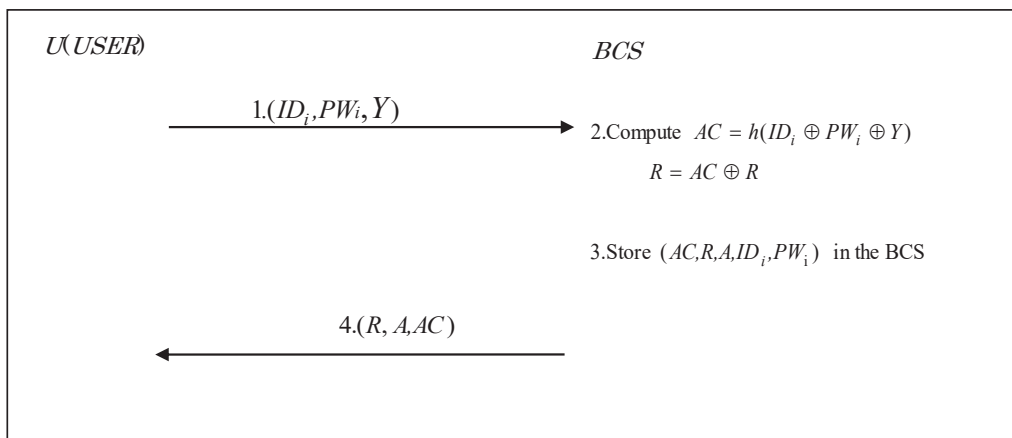 U(USER)
BCS
1.(ID_i,PW_i,Y)
2.Compute AC = h(ID_i ⊕ PW_i ⊕ Y)
R = AC ⊕ R
3.Store (AC,R,A,ID_i,PW_i) in the BCS
4.(R, A,AC)